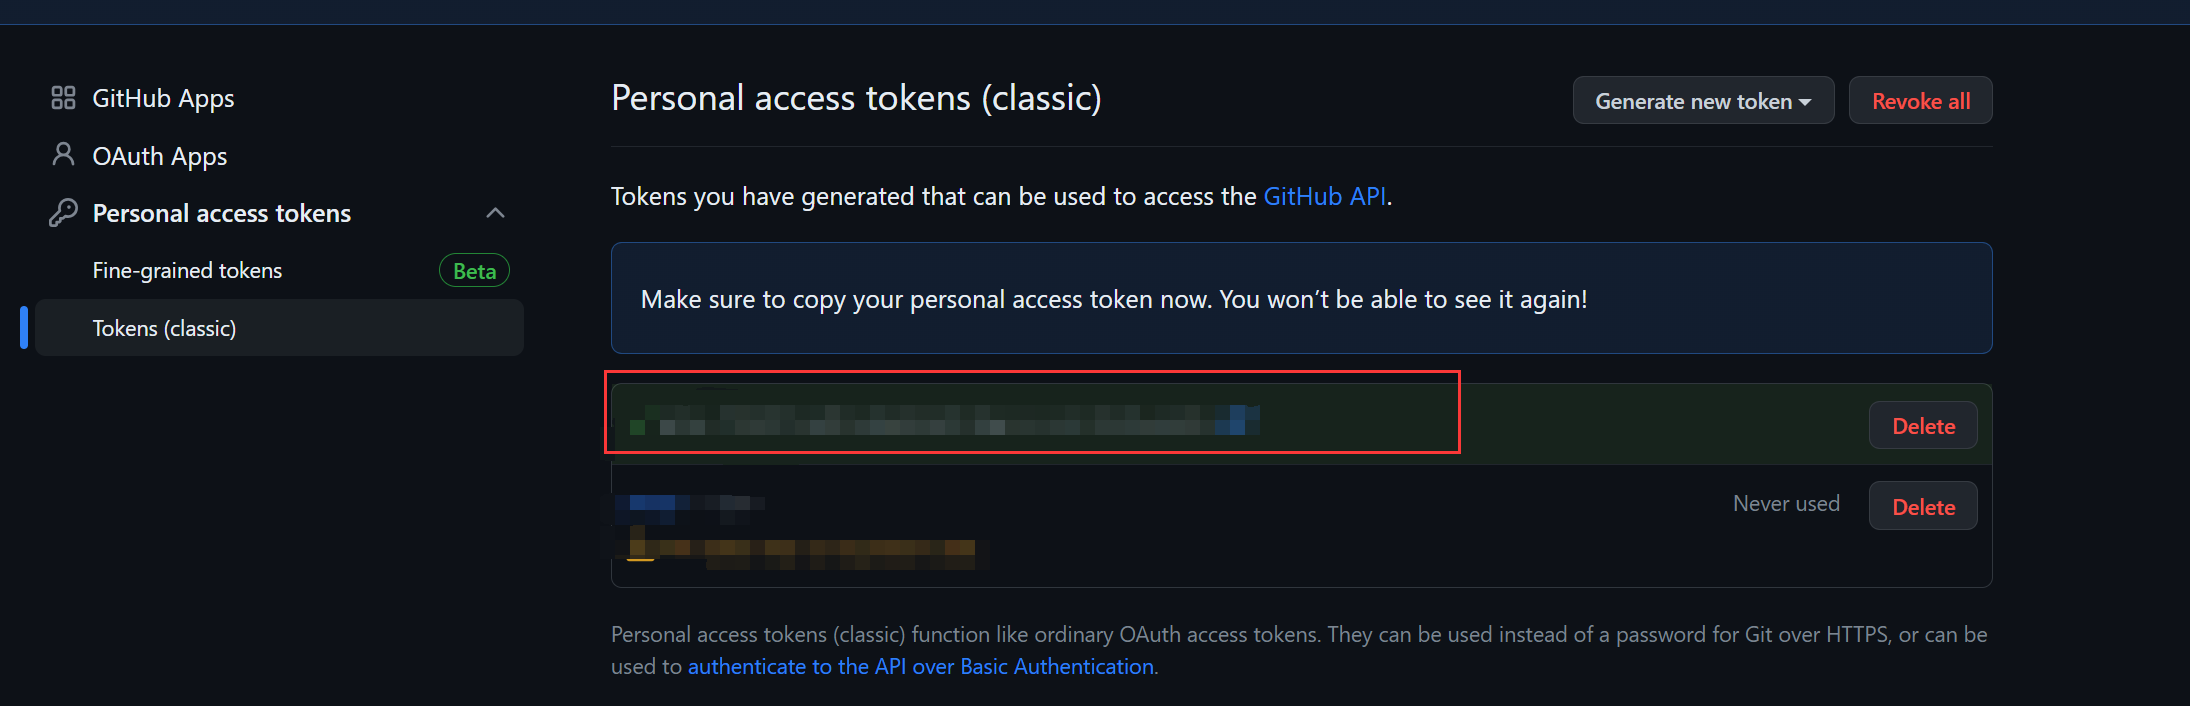 GitHub Apps
OAuth Apps
Personal access tokens
Fine-grained tokens
Beta
Tokens (classic)
Personal access tokens (classic)
Generate new token
Revoke all
Tokens you have generated that can be used to access the GitHub API.
Make sure to copy your personal access token now. You won’t be able to see it again!
Delete
Never used
Delete
Personal access tokens (classic) function like ordinary OAuth access tokens. They can be used instead of a password for Git over HTTPS, or can be
used to authenticate to the API over Basic Authentication.